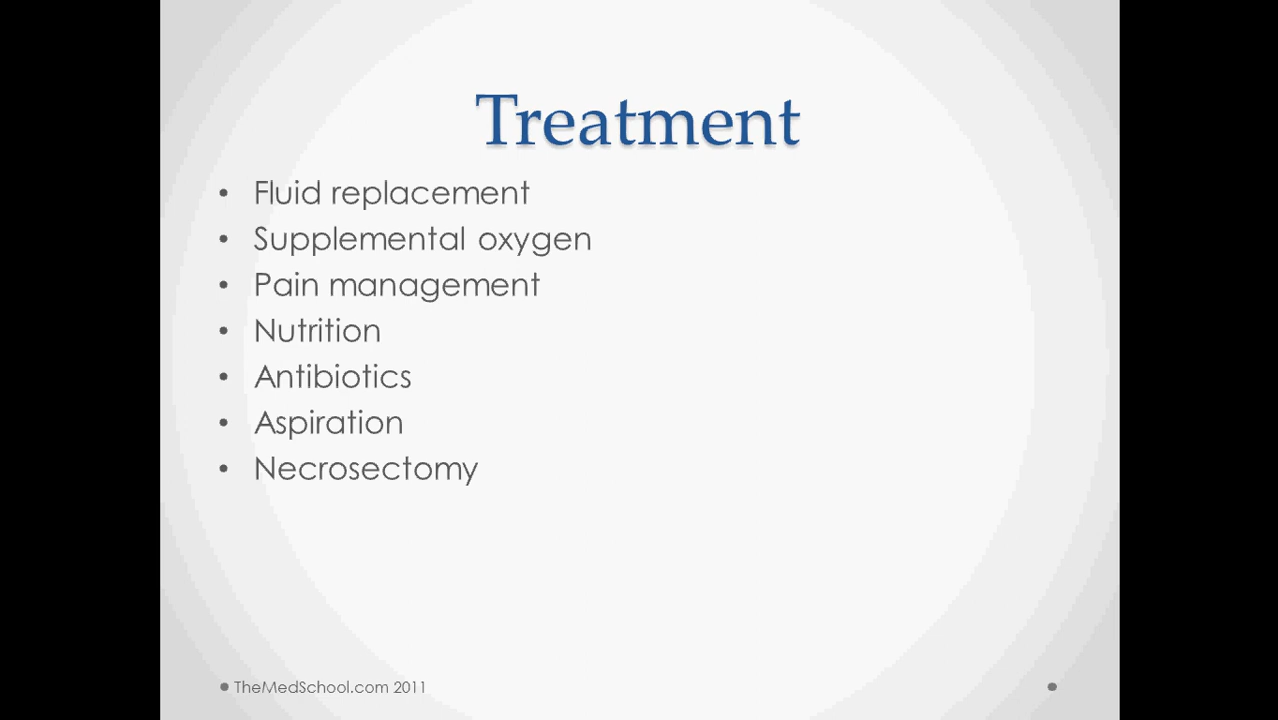 Treatment
• Fluid replacement
• Supplemental oxygen
• Pain management
• Nutrition
• Antibiotics
• Aspiration
• Necrosectomy
• TheMedSchool.com 2011